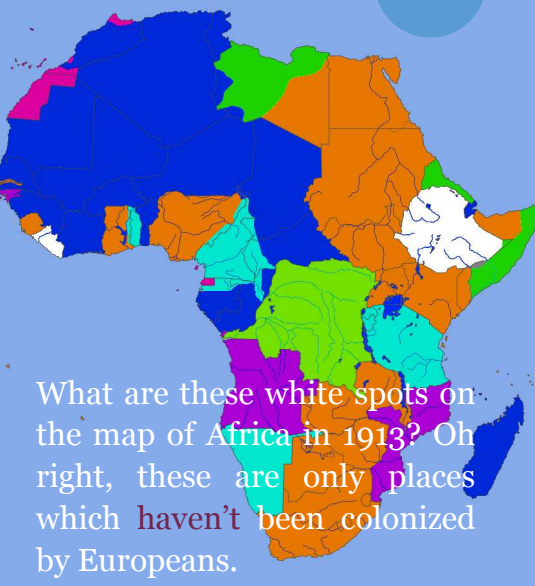 What are these white spots on
the map of Africa in 1913? Oh
right, these are only places
which haven't been colonized
by Europeans.